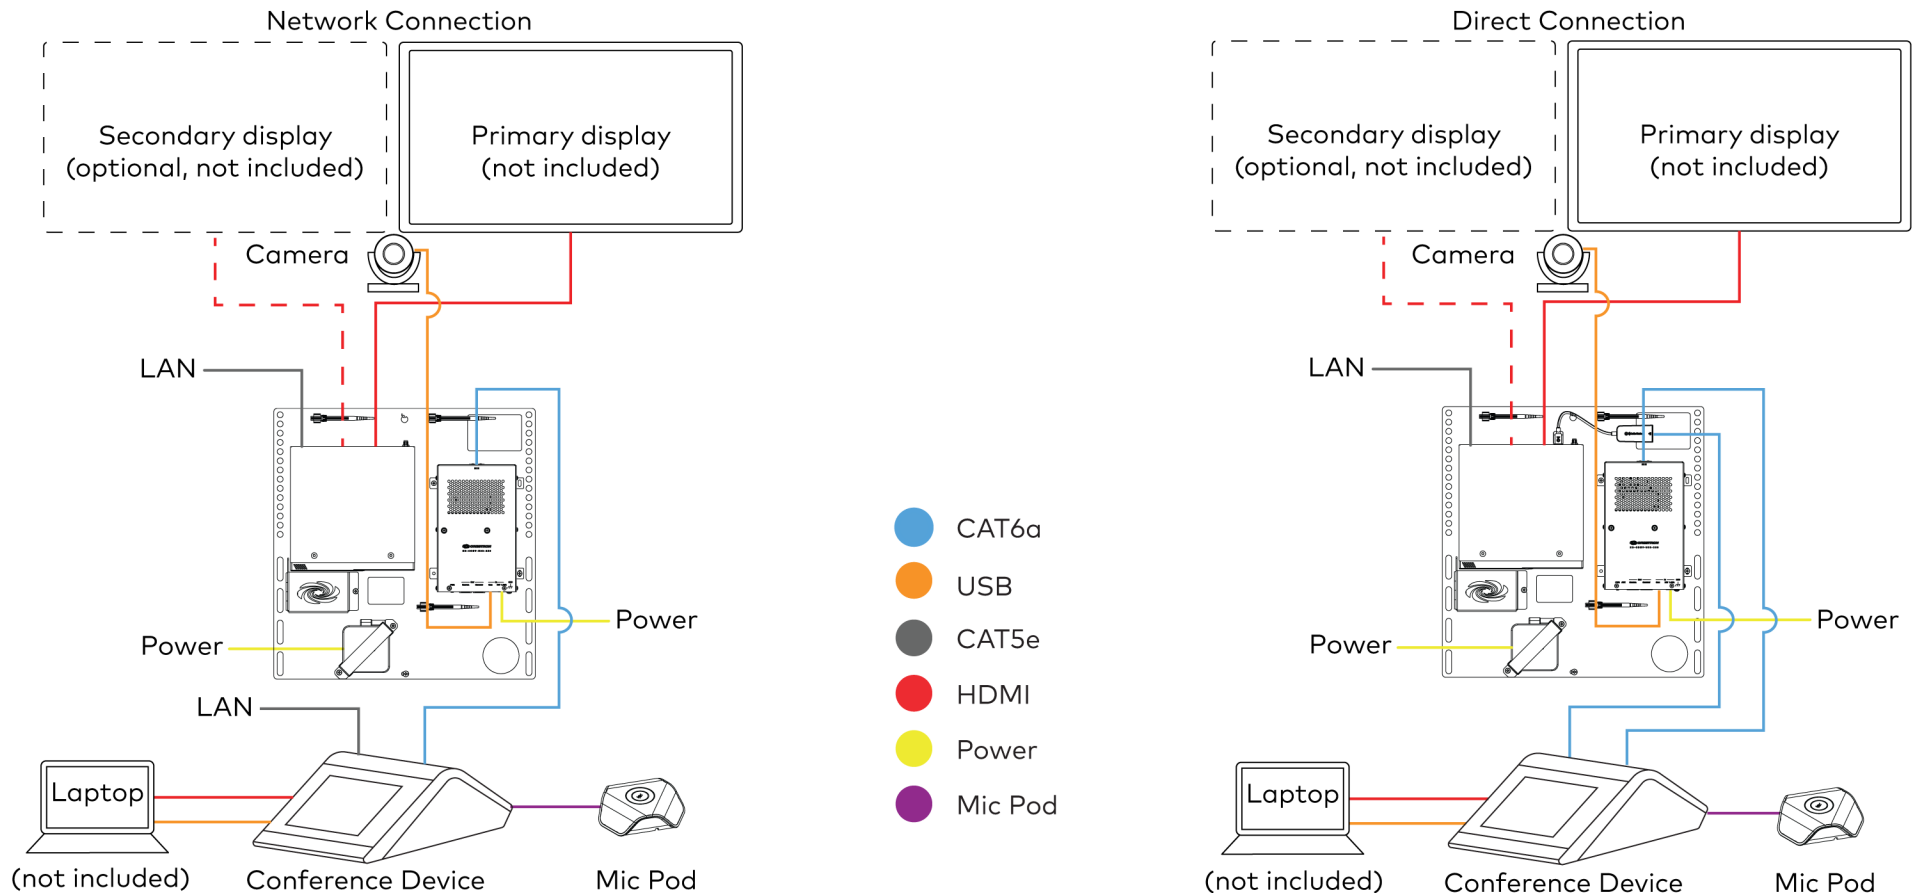 Network Connection
Secondary display
(optional, not included)
Primary display
(not included)
Camera
LAN
Power
Power
LAN
Laptop
(not included)
Conference Device
Mic Pod
CAT6a
USB
CAT5e
HDMI
Power
Mic Pod
Direct Connection
Secondary display
(optional, not included)
Primary display
(not included)
Camera
LAN
Power
Power
Laptop
(not included)
Conference Device
Mic Pod